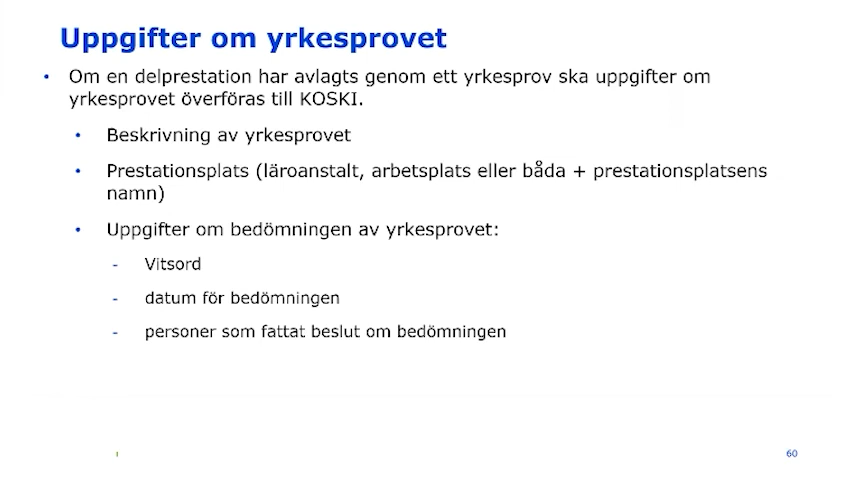 Uppgifter om yrkesprovet
• Om en delprestation har avlagts genom ett yrkesprov ska uppgifter om
yrkesprovet överföras till KOSKI.
• Beskrivning av yrkesprovet
• Prestationsplats (läroanstalt, arbetsplats eller båda + prestationsplatsens
namn)
• Uppgifter om bedömningen av yrkesprovet:
- Vitsord
- datum för bedömningen
- personer som fattat beslut om bedömningen
60